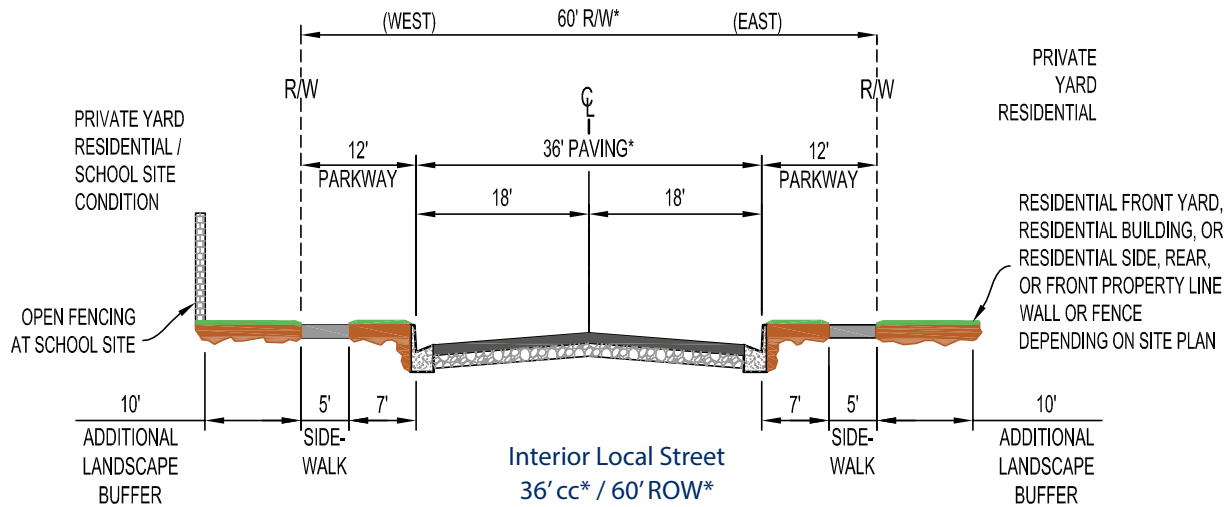 (WEST)
60' R/W*
(EAST)
R/W
R/W
PRIVATE
YARD
RESIDENTIAL
PRIVATE YARD
RESIDENTIAL /
SCHOOL SITE
CONDITION
℄
12'
PARKWAY
36' PAVING*
12'
PARKWAY
18'
18'
OPEN FENCING
AT SCHOOL SITE
RESIDENTIAL FRONT YARD,
RESIDENTIAL BUILDING, OR
RESIDENTIAL SIDE, REAR,
OR FRONT PROPERTY LINE
WALL OR FENCE
DEPENDING ON SITE PLAN
10'
ADDITIONAL
LANDSCAPE
BUFFER
5'
SIDE-
WALK
7'
7'
5'
SIDE-
WALK
10'
ADDITIONAL
LANDSCAPE
BUFFER
Interior Local Street
36' cc* / 60' ROW*